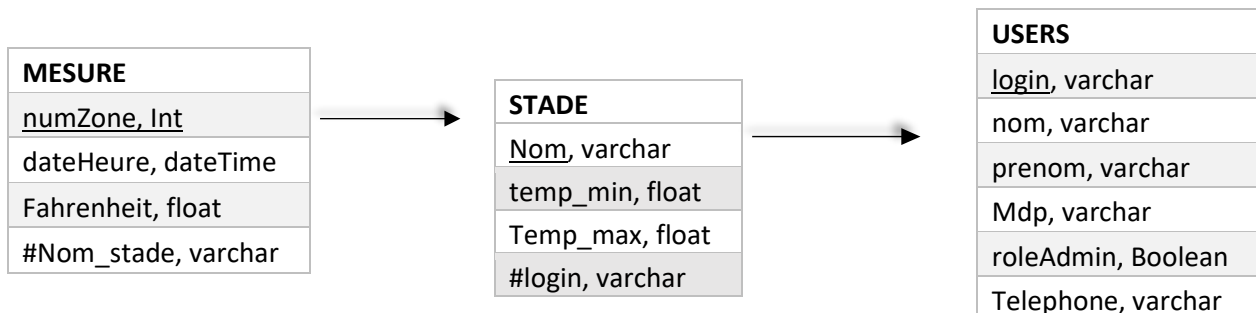 MESURE
numZone, Int
dateHeure, dateTime
Fahrenheit, float
#Nom_stade, varchar
STADE
Nom, varchar
temp_min, float
Temp_max, float
#login, varchar
USERS
login, varchar
nom, varchar
prenom, varchar
Mdp, varchar
roleAdmin, Boolean
Telephone, varchar